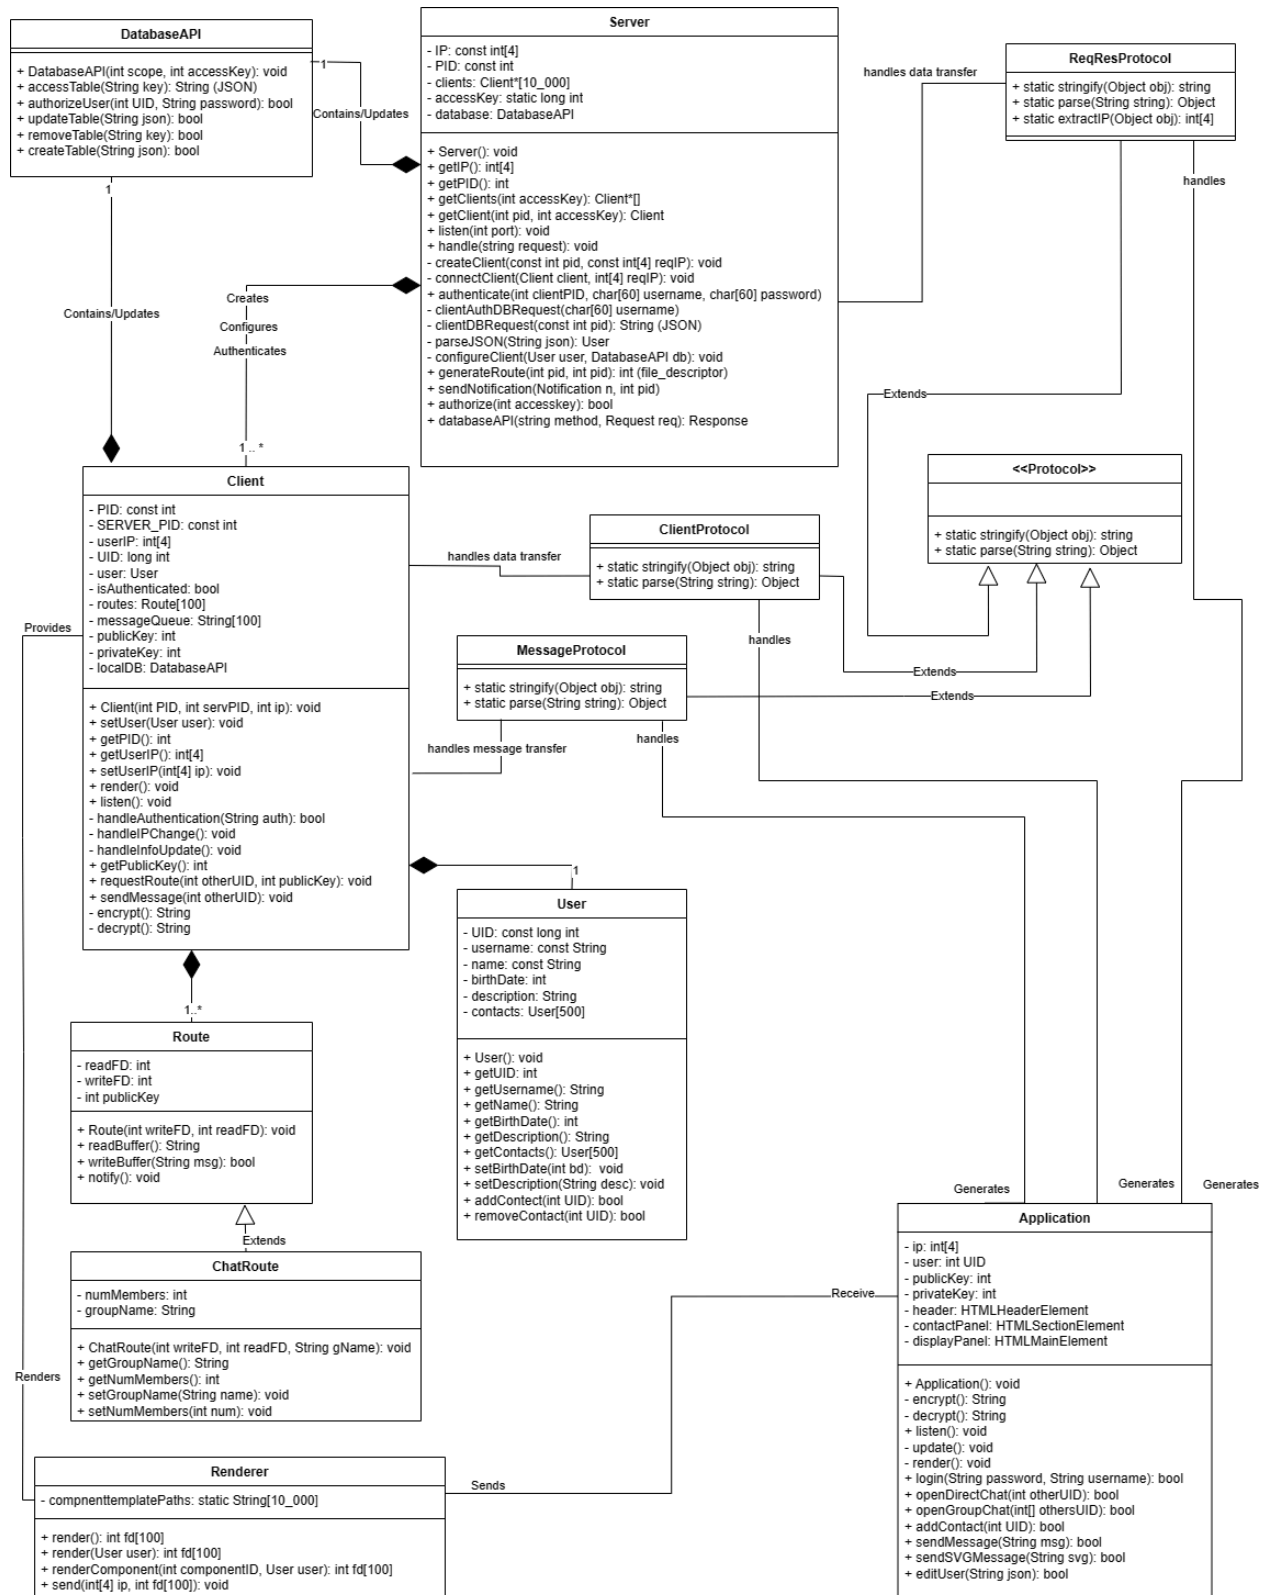 DatabaseAPI
+ DatabaseAPI(int scope, int accessKey): void
+ accessTable(String key): String (JSON)
+ authorizeUser(int UID, String password): bool
+ updateTable(String json): bool
+ removeTable(String key): bool
+ createTable(String json): bool
1
Contains/Updates
1
Contains/Updates
Server
- IP: const int[4]
- PID: const int
- clients: Client*[10_000]
- accessKey: static long int
- database: DatabaseAPI
+ Server(): void
+ getIP(): int[4]
+ getPID(): int
+ getClients(int accessKey): Client*[]
+ getClient(int pid, int accessKey): Client
+ listen(int port): void
+ handle(string request): void
- createClient(const int pid, const int[4] reqIP): void
- connectClient(Client client, int[4] reqIP): void
+ authenticate(int clientPID, char[60] username, char[60] password)
- clientAuthDBRequest(char[60] username)
- clientDBRequest(const int pid): String (JSON)
- parseJSON(String json): User
- configureClient(User user, DatabaseAPI db): void
+ generateRoute(int pid, int pid): int (file_descriptor)
+ sendNotification(Notification n, int pid)
+ authorize(int accesskey): bool
+ databaseAPI(string method, Request req): Response
handles data transfer
ReqResProtocol
+ static stringify(Object obj): string
+ static parse(String string): Object
+ static extractIP(Object obj): int[4]
handles
Creates
Configures
Authenticates
1 .. *
Extends
<<Protocol>>
+ static stringify(Object obj): string
+ static parse(String string): Object
Client
- PID: const int
- SERVER_PID: const int
- userIP: int[4]
- UID: long int
- user: User
- isAuthenticated: bool
- routes: Route[100]
- messageQueue: String[100]
- publicKey: int
- privateKey: int
- localDB: DatabaseAPI
+ Client(int PID, int servPID, int ip): void
+ setUser(User user): void
+ getPID(): int
+ getUserIP(): int[4]
+ setUserIP(int[4] ip): void
+ render(): void
+ listen(): void
- handleAuthentication(String auth): bool
- handleIPChange(): void
- handleInfoUpdate(): void
+ getPublicKey(): int
+ requestRoute(int otherUID, int publicKey): void
+ sendMessage(int otherUID): void
- encrypt(): String
- decrypt(): String
handles data transfer
ClientProtocol
+ static stringify(Object obj): string
+ static parse(String string): Object
handles
Extends
Provides
MessageProtocol
+ static stringify(Object obj): string
+ static parse(String string): Object
handles
Extends
handles message transfer
1
User
- UID: const long int
- username: const String
- name: const String
- birthDate: int
- description: String
- contacts: User[500]
+ User(): void
+ getUID: int
+ getUsername(): String
+ getName(): String
+ getBirthDate(): int
+ getDescription(): String
+ getContacts(): User[500]
+ setBirthDate(int bd): void
+ setDescription(String desc): void
+ addContect(int UID): bool
+ removeContact(int UID): bool
1..*
Route
- readFD: int
- writeFD: int
- int publicKey
+ Route(int writeFD, int readFD): void
+ readBuffer(): String
+ writeBuffer(String msg): bool
+ notify(): void
Extends
ChatRoute
- numMembers: int
- groupName: String
+ ChatRoute(int writeFD, int readFD, String gName): void
+ getGroupName(): String
+ getNumMembers(): int
+ setGroupName(String name): void
+ setNumMembers(int num): void
Generates
Generates
Generates
Application
- ip: int[4]
- user: int UID
- publicKey: int
- privateKey: int
- header: HTMLHeaderElement
- contactPanel: HTMLSectionElement
- displayPanel: HTMLMainElement
+ Application(): void
- encrypt(): String
- decrypt(): String
+ listen(): void
- update(): void
- render(): void
+ login(String password, String username): bool
+ openDirectChat(int otherUID): bool
+ openGroupChat(int[] othersUID): bool
+ addContact(int UID): bool
+ sendMessage(String msg): bool
+ sendSVGMessage(String svg): bool
+ editUser(String json): bool
Receive
Renders
Sends
Renderer
- compnenttemplatePaths: static String[10_000]
+ render(): int fd[100]
+ render(User user): int fd[100]
+ renderComponent(int componentID, User user): int fd[100]
+ send(int[4] ip, int fd[100]): void